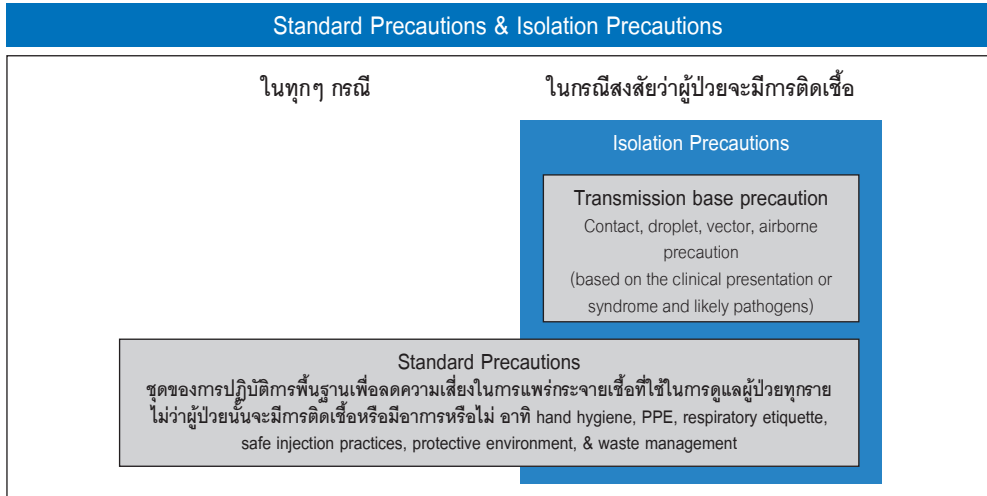 Standard Precautions & Isolation Precautions
ในทุกๆ กรณี
ในกรณีสงสัยว่าผู้ป่วยจะมีการติดเชื้อ
Isolation Precautions
Transmission base precaution
Contact, droplet, vector, airborne
precaution
(based on the clinical presentation or
syndrome and likely pathogens)
Standard Precautions
ชุดของการปฏิบัติการพื้นฐานเพื่อลดความเสี่ยงในการแพร่กระจายเชื้อที่ใช้ในการดูแลผู้ป่วยทุกราย
ไม่ว่าผู้ป่วยนั้นจะมีการติดเชื้อหรือมีอาการหรือไม่ อาทิ hand hygiene, PPE, respiratory etiquette,
safe injection practices, protective environment, & waste management